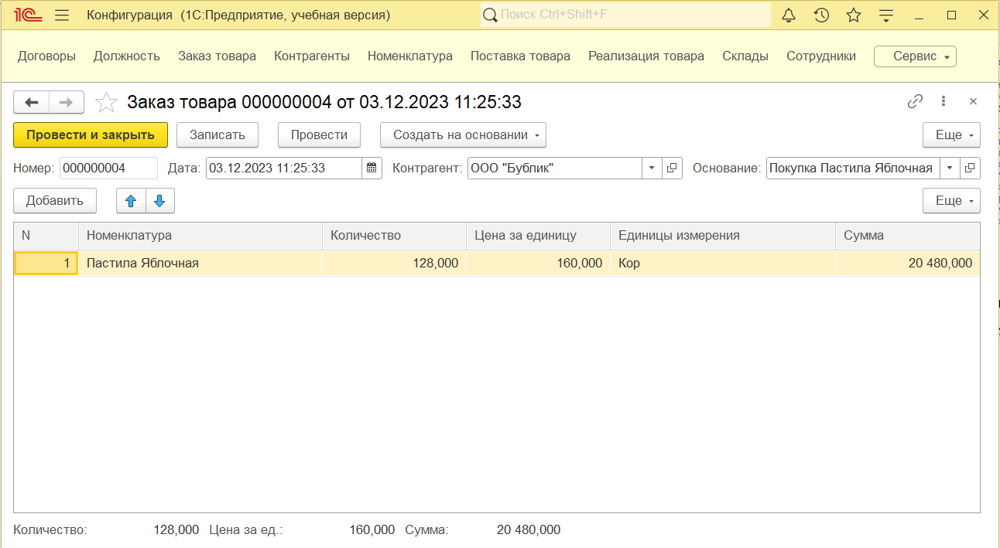 1С Конфигурация (1С:Предприятие, учебная версия) Поиск Ctrl+Shift+F
Договоры Должность Заказ товара Контрагенты Номенклатура Поставка товара Реализация товара Склады Сотрудники Сервис
Заказ товара 000000004 от 03.12.2023 11:25:33
Провести и закрыть Записать Провести Создать на основании Еще
Номер: 000000004 Дата: 03.12.2023 11:25:33 Контрагент: ООО "Бублик" Основание: Покупка Пастила Яблочная
Добавить Еще
N Номенклатура Количество Цена за единицу Единицы измерения Сумма
1 Пастила Яблочная 128,000 160,000 Кор 20 480,000
Количество: 128,000 Цена за ед.: 160,000 Сумма: 20 480,000